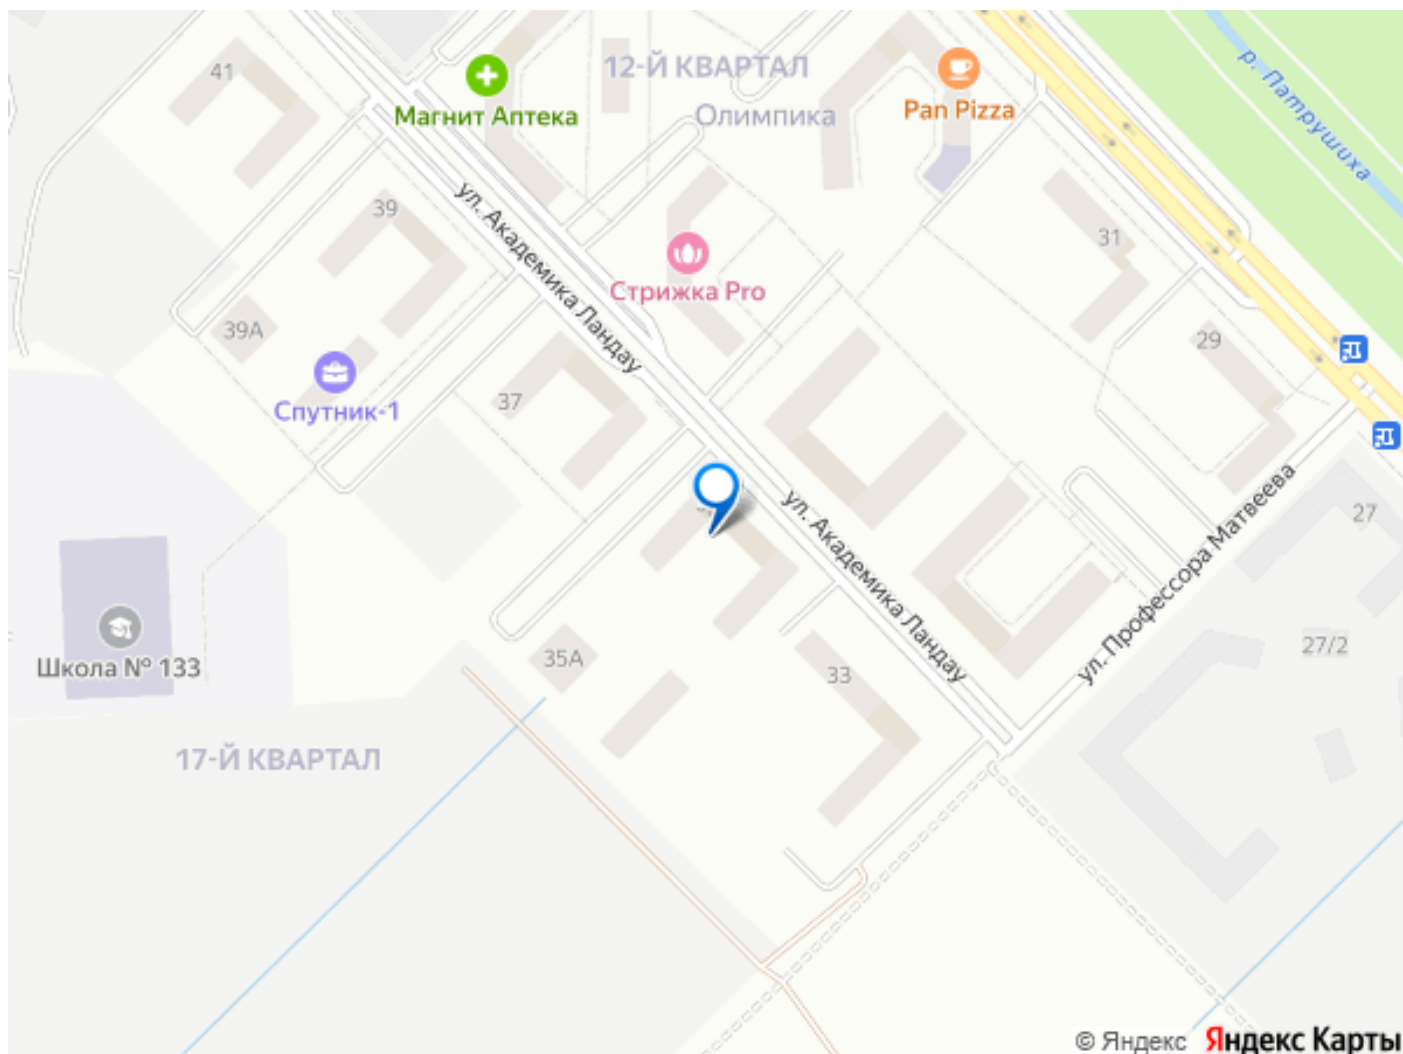 41
12-Й КВАРТАЛ
Магнит Аптека
Олимпика
Pan Pizza
р. Патрушиха
39
ул. Академика Ландау
31
Стрижка Pro
39А
29
Спутник-1
37
ул. Академика Ландау
ул. Профессора Матвеева
27
Школа № 133
35А
33
27/2
17-Й КВАРТАЛ
© Яндекс Яндекс Карты